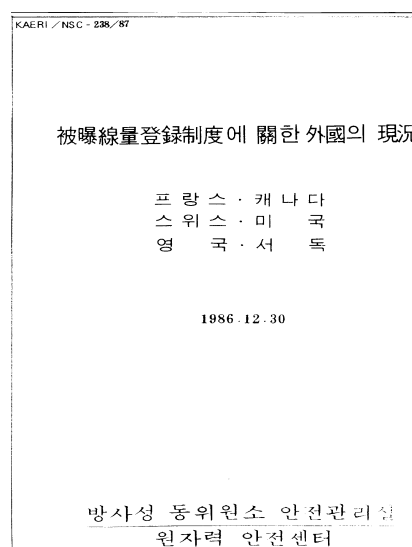 KAERI/NSC-238/87
被曝線量登録制度에 關한 外國의 現況
프랑스·캐나다
스위스·미 국
영 국·서 독
1986.12.30
방사성 동위원소 안전관리실
원자력 안전센터